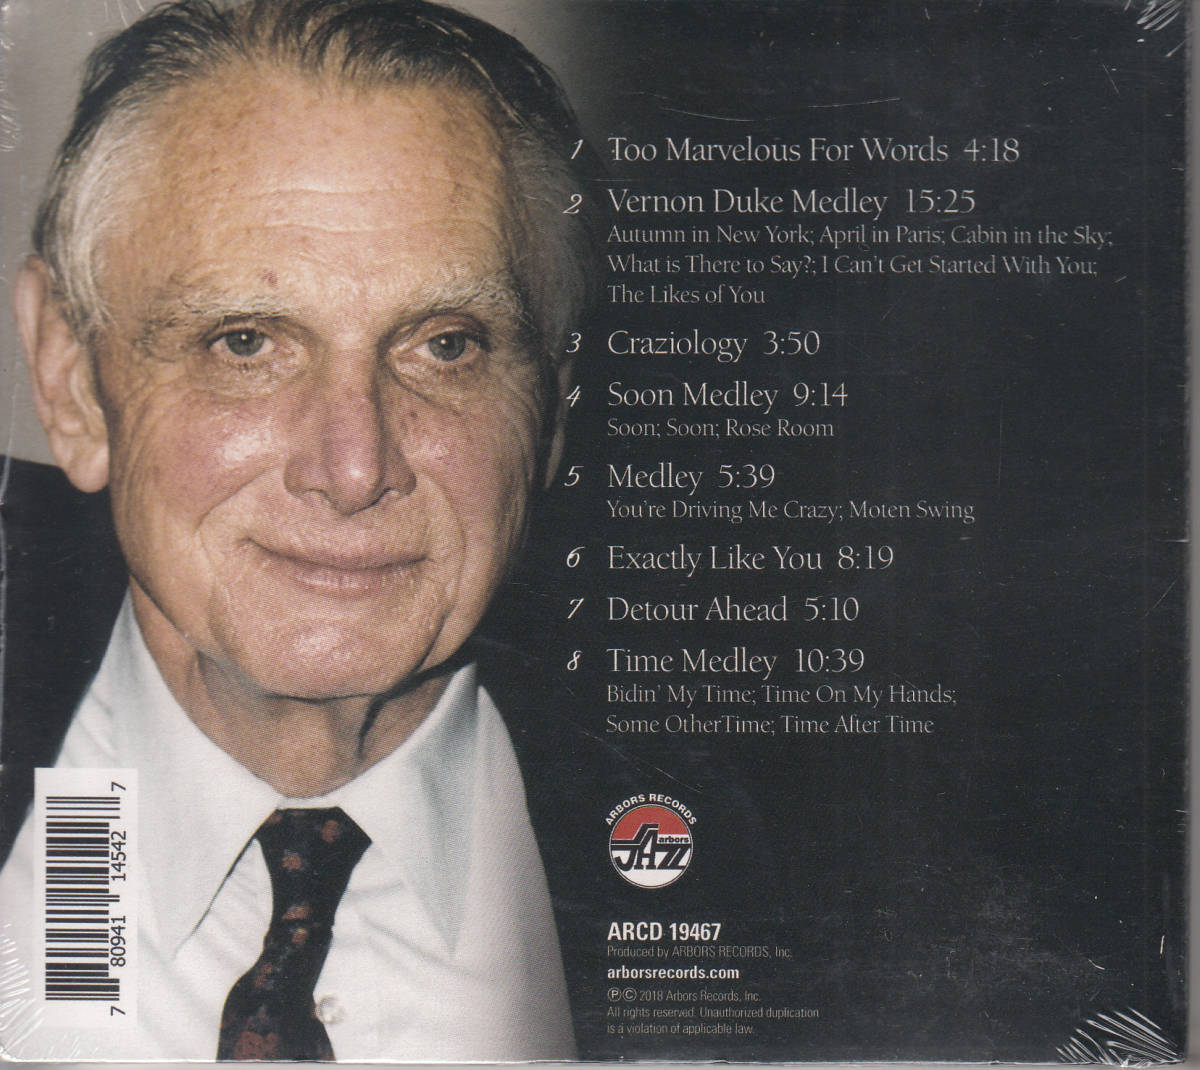 1 Too Marvelous For Words 4:18
2 Vernon Duke Medley 15:25
Autumn in New York; April in Paris; Cabin in the Sky;
What is There to Say?; I Can't Get Started With You;
The Likes of You
3 Craziology 3:50
4 Soon Medley 9:14
Soon; Soon; Rose Room
5 Medley 5:39
You're Driving Me Crazy; Moten Swing
6 Exactly Like You 8:19
7 Detour Ahead 5:10
8 Time Medley 10:39
Bidin' My Time; Time On My Hands;
Some OtherTime; Time After Time
ARBORS RECORDS
arbors
JAZZ
ARCD 19467
Produced by ARBORS RECORDS, Inc.
arborsrecords.com
℗© 2018 Arbors Records, Inc.
All rights reserved. Unauthorized duplication
is a violation of applicable law.
7 80941 14542 7